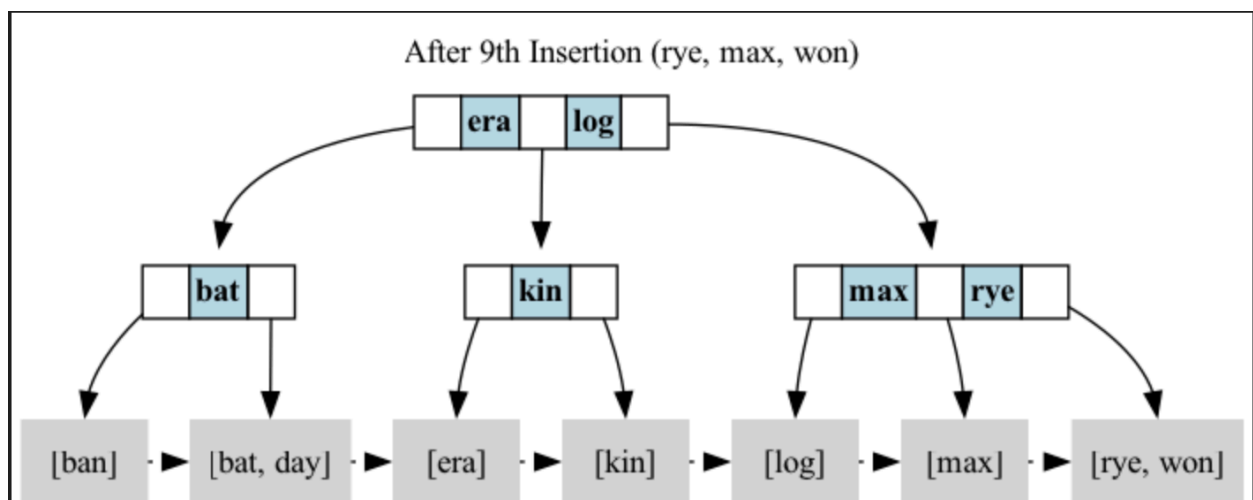 After 9th Insertion (rye, max, won)
era log
bat kin max rye
[ban] [bat, day] [era] [kin] [log] [max] [rye, won]